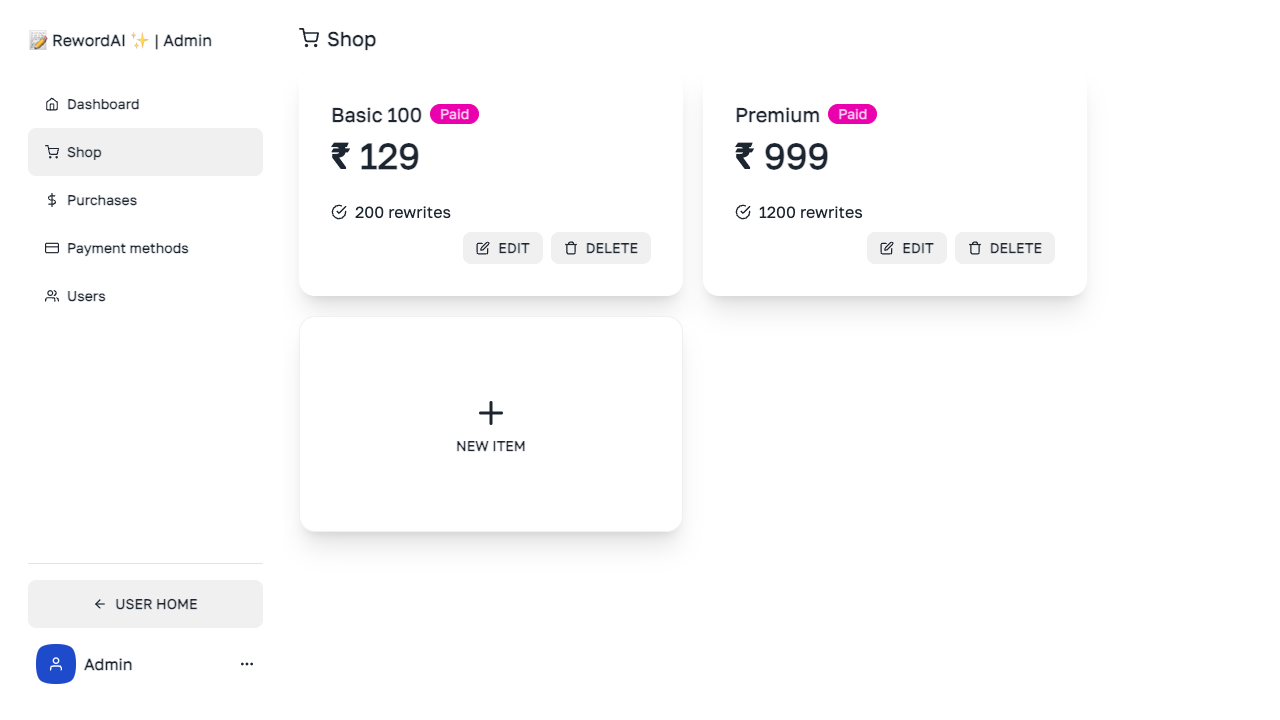 📝 RewordAI ✨ | Admin
Dashboard
Shop
Purchases
Payment methods
Users
USER HOME
Admin
Shop
Basic 100 Paid
₹ 129
200 rewrites
EDIT DELETE
Premium Paid
₹ 999
1200 rewrites
EDIT DELETE
NEW ITEM